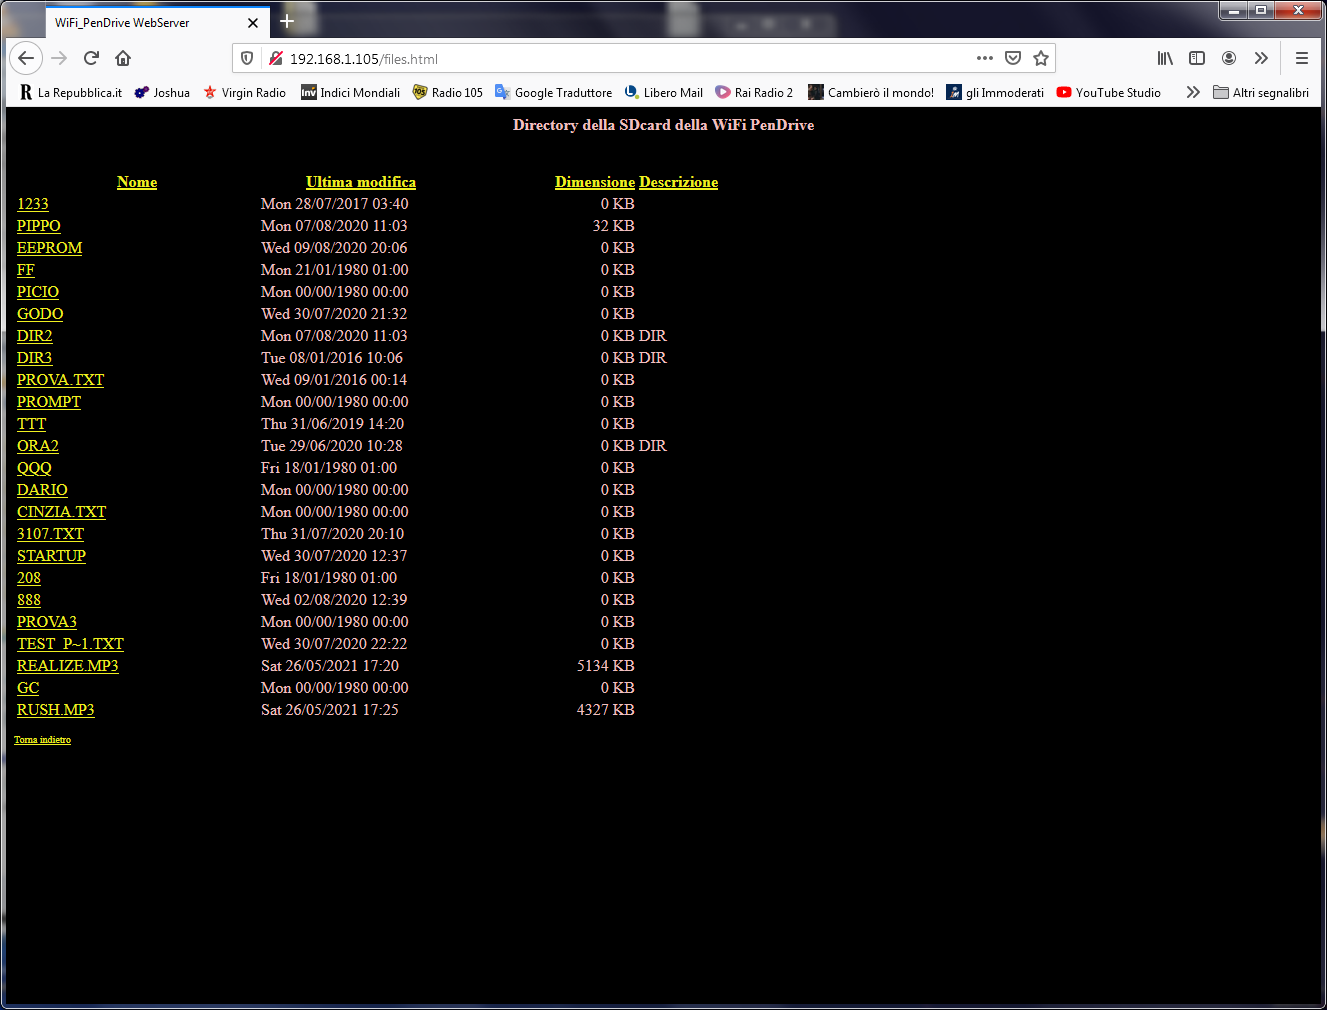 WiFi_PenDrive WebServer
192.168.1.105/files.html
La Repubblica.it Joshua Virgin Radio Indici Mondiali Radio 105 Google Traduttore Libero Mail Rai Radio 2 Cambierò il mondo! gli Immoderati YouTube Studio Altri segnalibri
Directory della SDcard della WiFi PenDrive
Nome Ultima modifica Dimensione Descrizione
1233 Mon 28/07/2017 03:40 0 KB
PIPPO Mon 07/08/2020 11:03 32 KB
EEPROM Wed 09/08/2020 20:06 0 KB
FF Mon 21/01/1980 01:00 0 KB
PICIO Mon 00/00/1980 00:00 0 KB
GODO Wed 30/07/2020 21:32 0 KB
DIR2 Mon 07/08/2020 11:03 0 KB DIR
DIR3 Tue 08/01/2016 10:06 0 KB DIR
PROVA.TXT Wed 09/01/2016 00:14 0 KB
PROMPT Mon 00/00/1980 00:00 0 KB
TTT Thu 31/06/2019 14:20 0 KB
ORA2 Tue 29/06/2020 10:28 0 KB DIR
QQQ Fri 18/01/1980 01:00 0 KB
DARIO Mon 00/00/1980 00:00 0 KB
CINZIA.TXT Mon 00/00/1980 00:00 0 KB
3107.TXT Thu 31/07/2020 20:10 0 KB
STARTUP Wed 30/07/2020 12:37 0 KB
208 Fri 18/01/1980 01:00 0 KB
888 Wed 02/08/2020 12:39 0 KB
PROVA3 Mon 00/00/1980 00:00 0 KB
TEST_P~1.TXT Wed 30/07/2020 22:22 0 KB
REALIZE.MP3 Sat 26/05/2021 17:20 5134 KB
GC Mon 00/00/1980 00:00 0 KB
RUSH.MP3 Sat 26/05/2021 17:25 4327 KB
Torna indietro